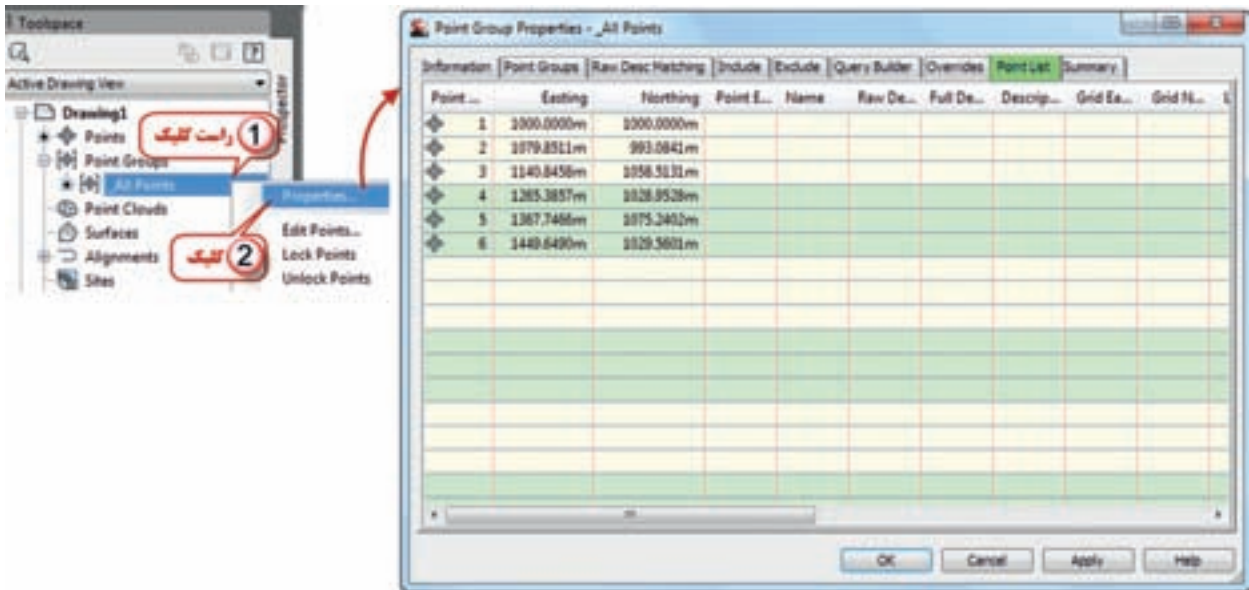 Toolspace
Active Drawing View
Drawing1
Points
Point Groups
_All Points
Point Clouds
Surfaces
Alignments
Sites
Prospector
راست کلیک 1
کلیک 2
Properties...
Edit Points...
Lock Points
Unlock Points
Point Group Properties - _All Points
Information Point Groups Raw Desc Matching Include Exclude Query Builder Overrides Point List Summary
Point ... Easting Northing Point E... Name Raw De... Full De... Descrip... Grid Ea... Grid N...
1 1000.0000m 1000.0000m
2 1079.8511m 993.0841m
3 1140.8458m 1058.5131m
4 1265.3857m 1028.9528m
5 1367.7466m 1075.2402m
6 1449.6490m 1029.5601m
OK Cancel Apply Help